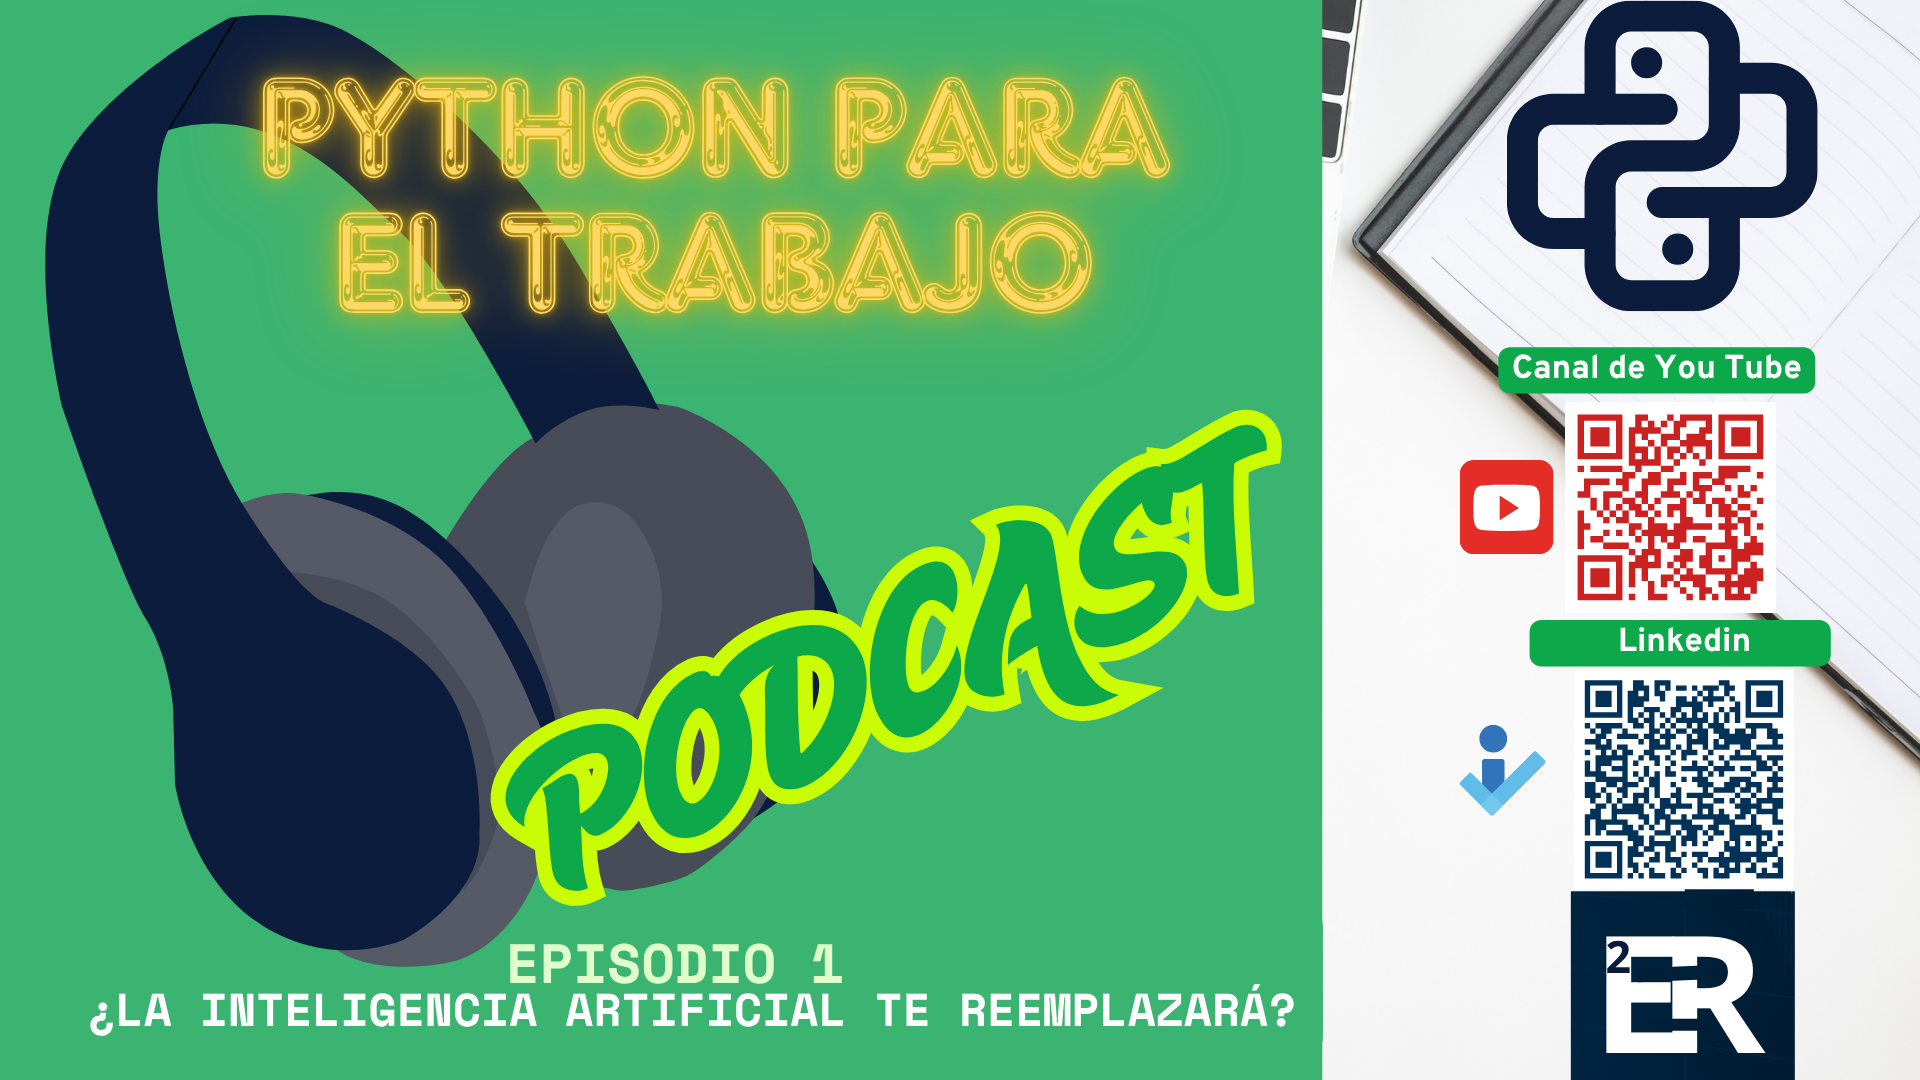 PYTHON PARA
EL TRABAJO
PODCAST
EPISODIO 1
¿LA INTELIGENCIA ARTIFICIAL TE REEMPLAZARÁ?
Canal de You Tube
Linkedin
2
ER